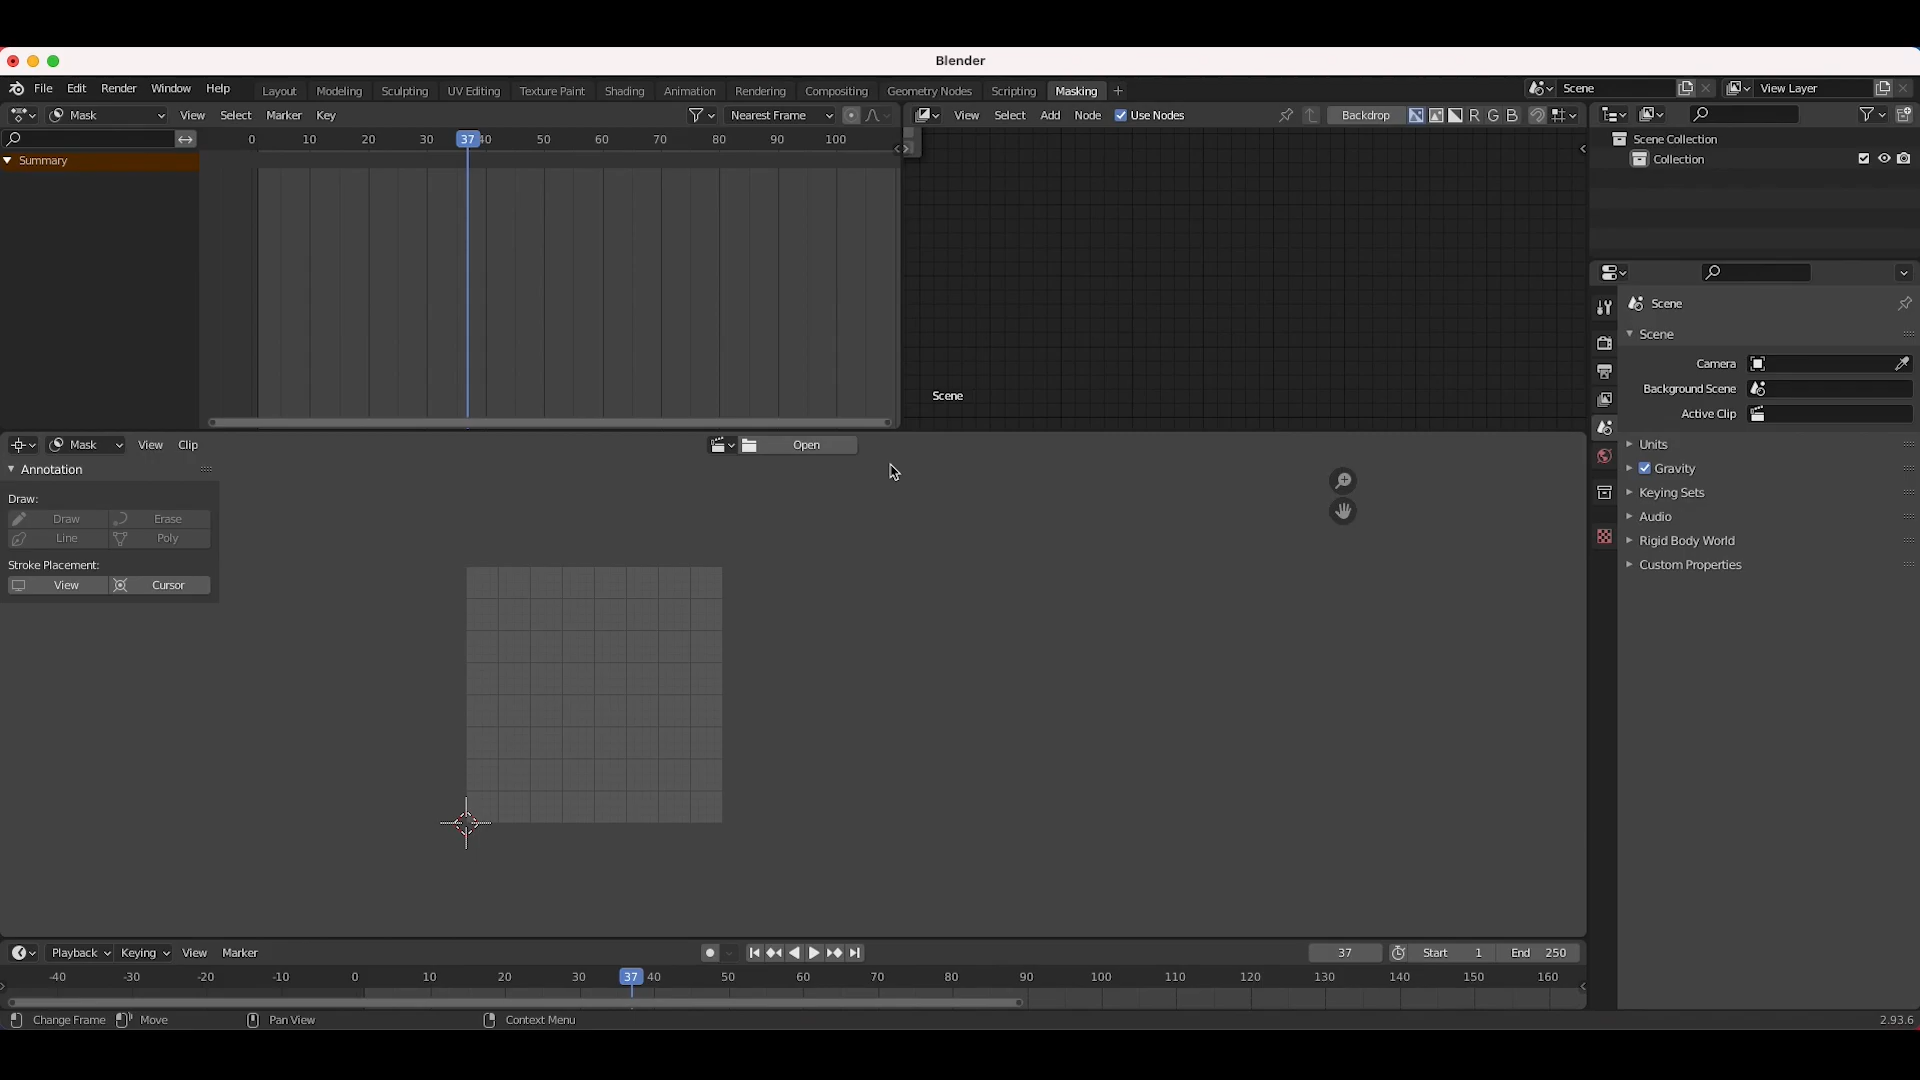 Blender
File Edit Render Window Help Layout Modeling Sculpting UV Editing Texture Paint Shading Animation Rendering Compositing Geometry Nodes Scripting Masking + Scene View Layer
Mask View Select Marker Key Nearest Frame View Select Add Node Use Nodes Backdrop R G B
0 10 20 30 37 40 50 60 70 80 90 100
Summary
Scene Collection
Collection
Scene
Scene
Scene
Camera
Background Scene
Active Clip
Units
Gravity
Keying Sets
Audio
Rigid Body World
Custom Properties
Mask View Clip Open
Annotation
Draw:
Draw Erase
Line Poly
Stroke Placement:
View Cursor
Playback Keying View Marker 37 Start 1 End 250
-40 -30 -20 -10 0 10 20 30 37 40 50 60 70 80 90 100 110 120 130 140 150 160
Change Frame Move Pan View Context Menu 2.93.6